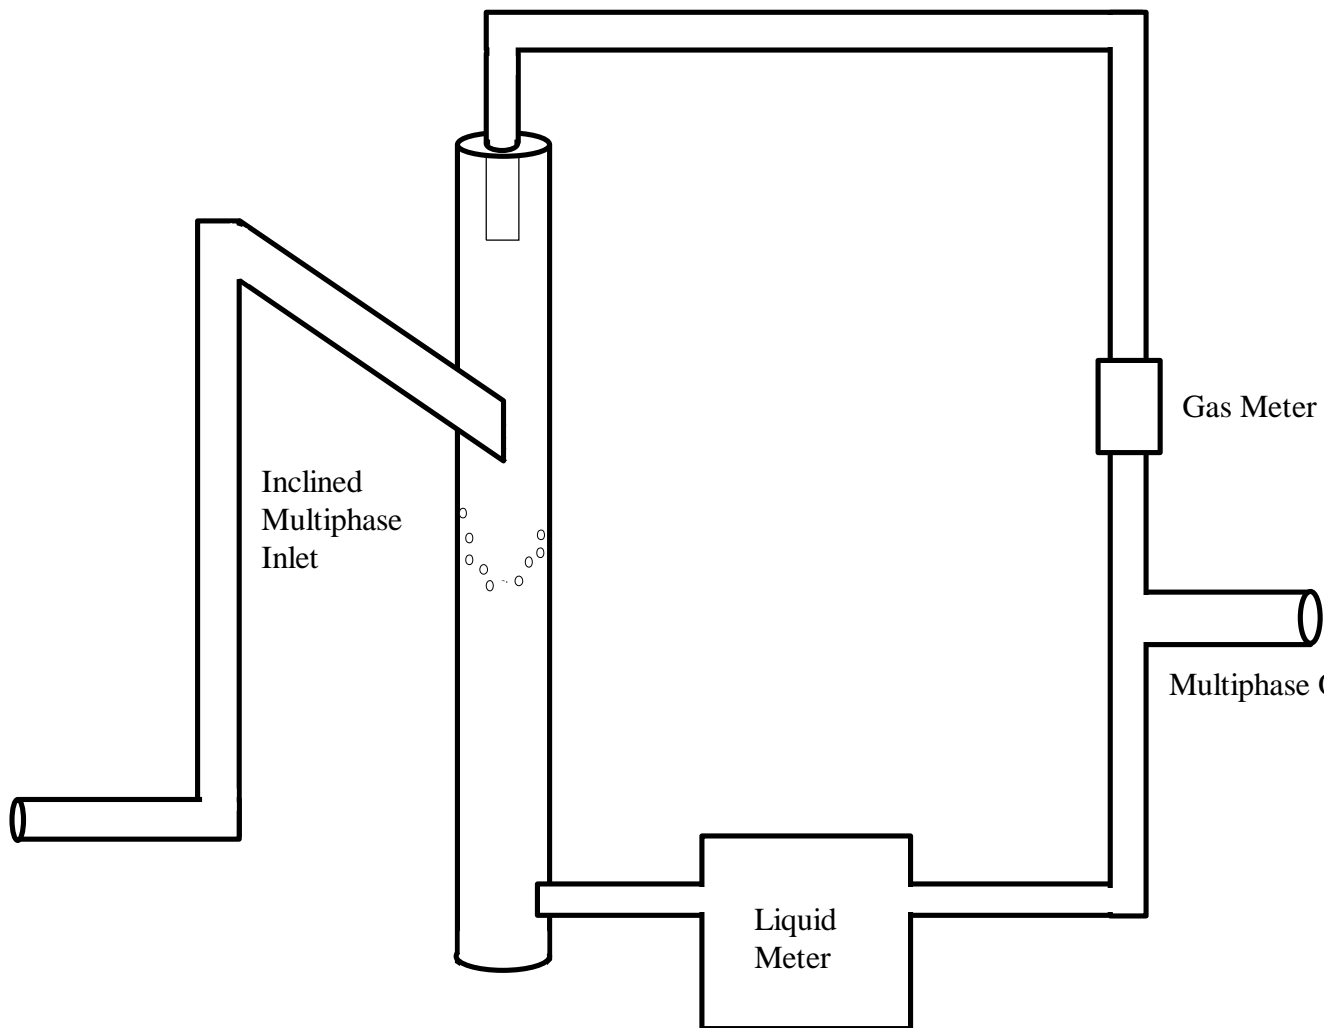 Gas Meter
Inclined
Multiphase
Inlet
Multiphase
Liquid
Meter